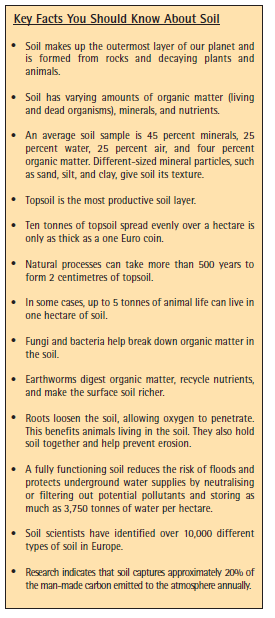 Key Facts You Should Know About Soil
• Soil makes up the outermost layer of our planet and
is formed from rocks and decaying plants and
animals.
• Soil has varying amounts of organic matter (living
and dead organisms), minerals, and nutrients.
• An average soil sample is 45 percent minerals, 25
percent water, 25 percent air, and four percent
organic matter. Different-sized mineral particles, such
as sand, silt, and clay, give soil its texture.
• Topsoil is the most productive soil layer.
• Ten tonnes of topsoil spread evenly over a hectare is
only as thick as a one Euro coin.
• Natural processes can take more than 500 years to
form 2 centimetres of topsoil.
• In some cases, up to 5 tonnes of animal life can live in
one hectare of soil.
• Fungi and bacteria help break down organic matter in
the soil.
• Earthworms digest organic matter, recycle nutrients,
and make the surface soil richer.
• Roots loosen the soil, allowing oxygen to penetrate.
This benefits animals living in the soil. They also hold
soil together and help prevent erosion.
• A fully functioning soil reduces the risk of floods and
protects underground water supplies by neutralising
or filtering out potential pollutants and storing as
much as 3,750 tonnes of water per hectare.
• Soil scientists have identified over 10,000 different
types of soil in Europe.
• Research indicates that soil captures approximately 20% of
the man-made carbon emitted to the atmosphere annually.